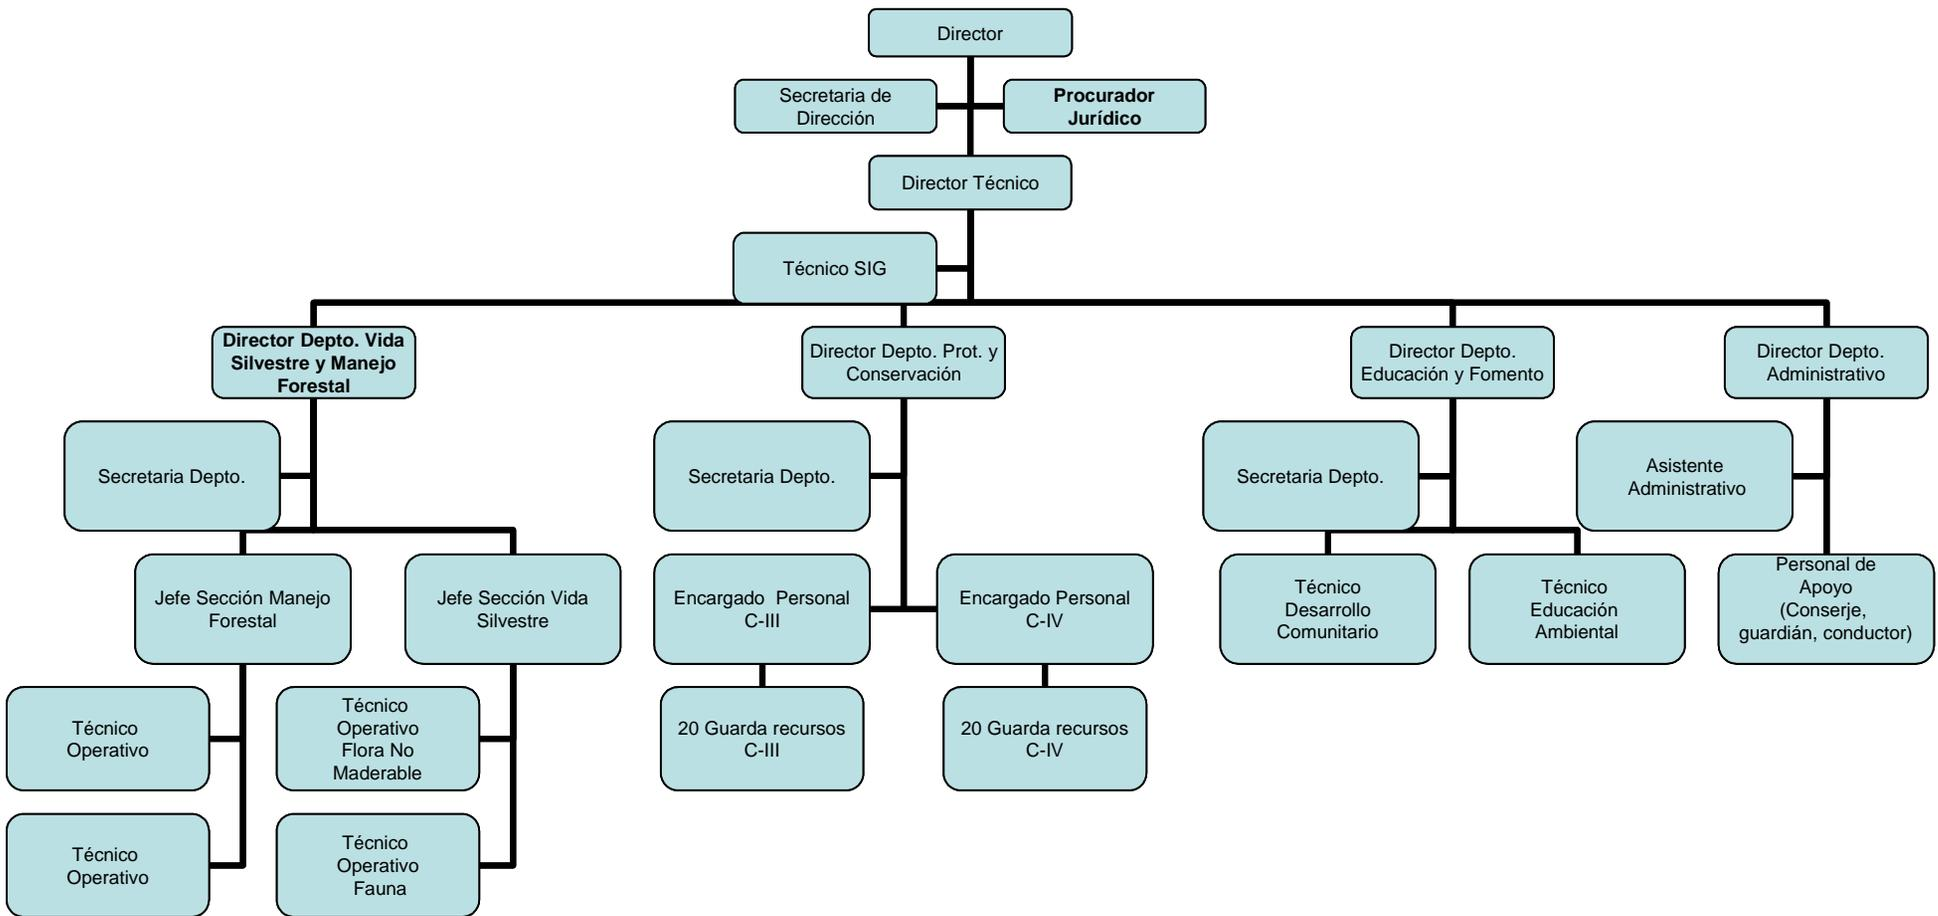 Director
Secretaria de
Dirección
Procurador
Jurídico
Director Técnico
Técnico SIG
Director Depto. Vida
Silvestre y Manejo
Forestal
Director Depto. Prot. y
Conservación
Director Depto.
Educación y Fomento
Director Depto.
Administrativo
Secretaria Depto.
Secretaria Depto.
Secretaria Depto.
Asistente
Administrativo
Jefe Sección Manejo
Forestal
Jefe Sección Vida
Silvestre
Encargado Personal
C-III
Encargado Personal
C-IV
Técnico
Desarrollo
Comunitario
Técnico
Educación
Ambiental
Personal de
Apoyo
(Conserje,
guardián, conductor)
Técnico
Operativo
Técnico
Operativo
Flora No
Maderable
20 Guarda recursos
C-III
20 Guarda recursos
C-IV
Técnico
Operativo
Técnico
Operativo
Fauna